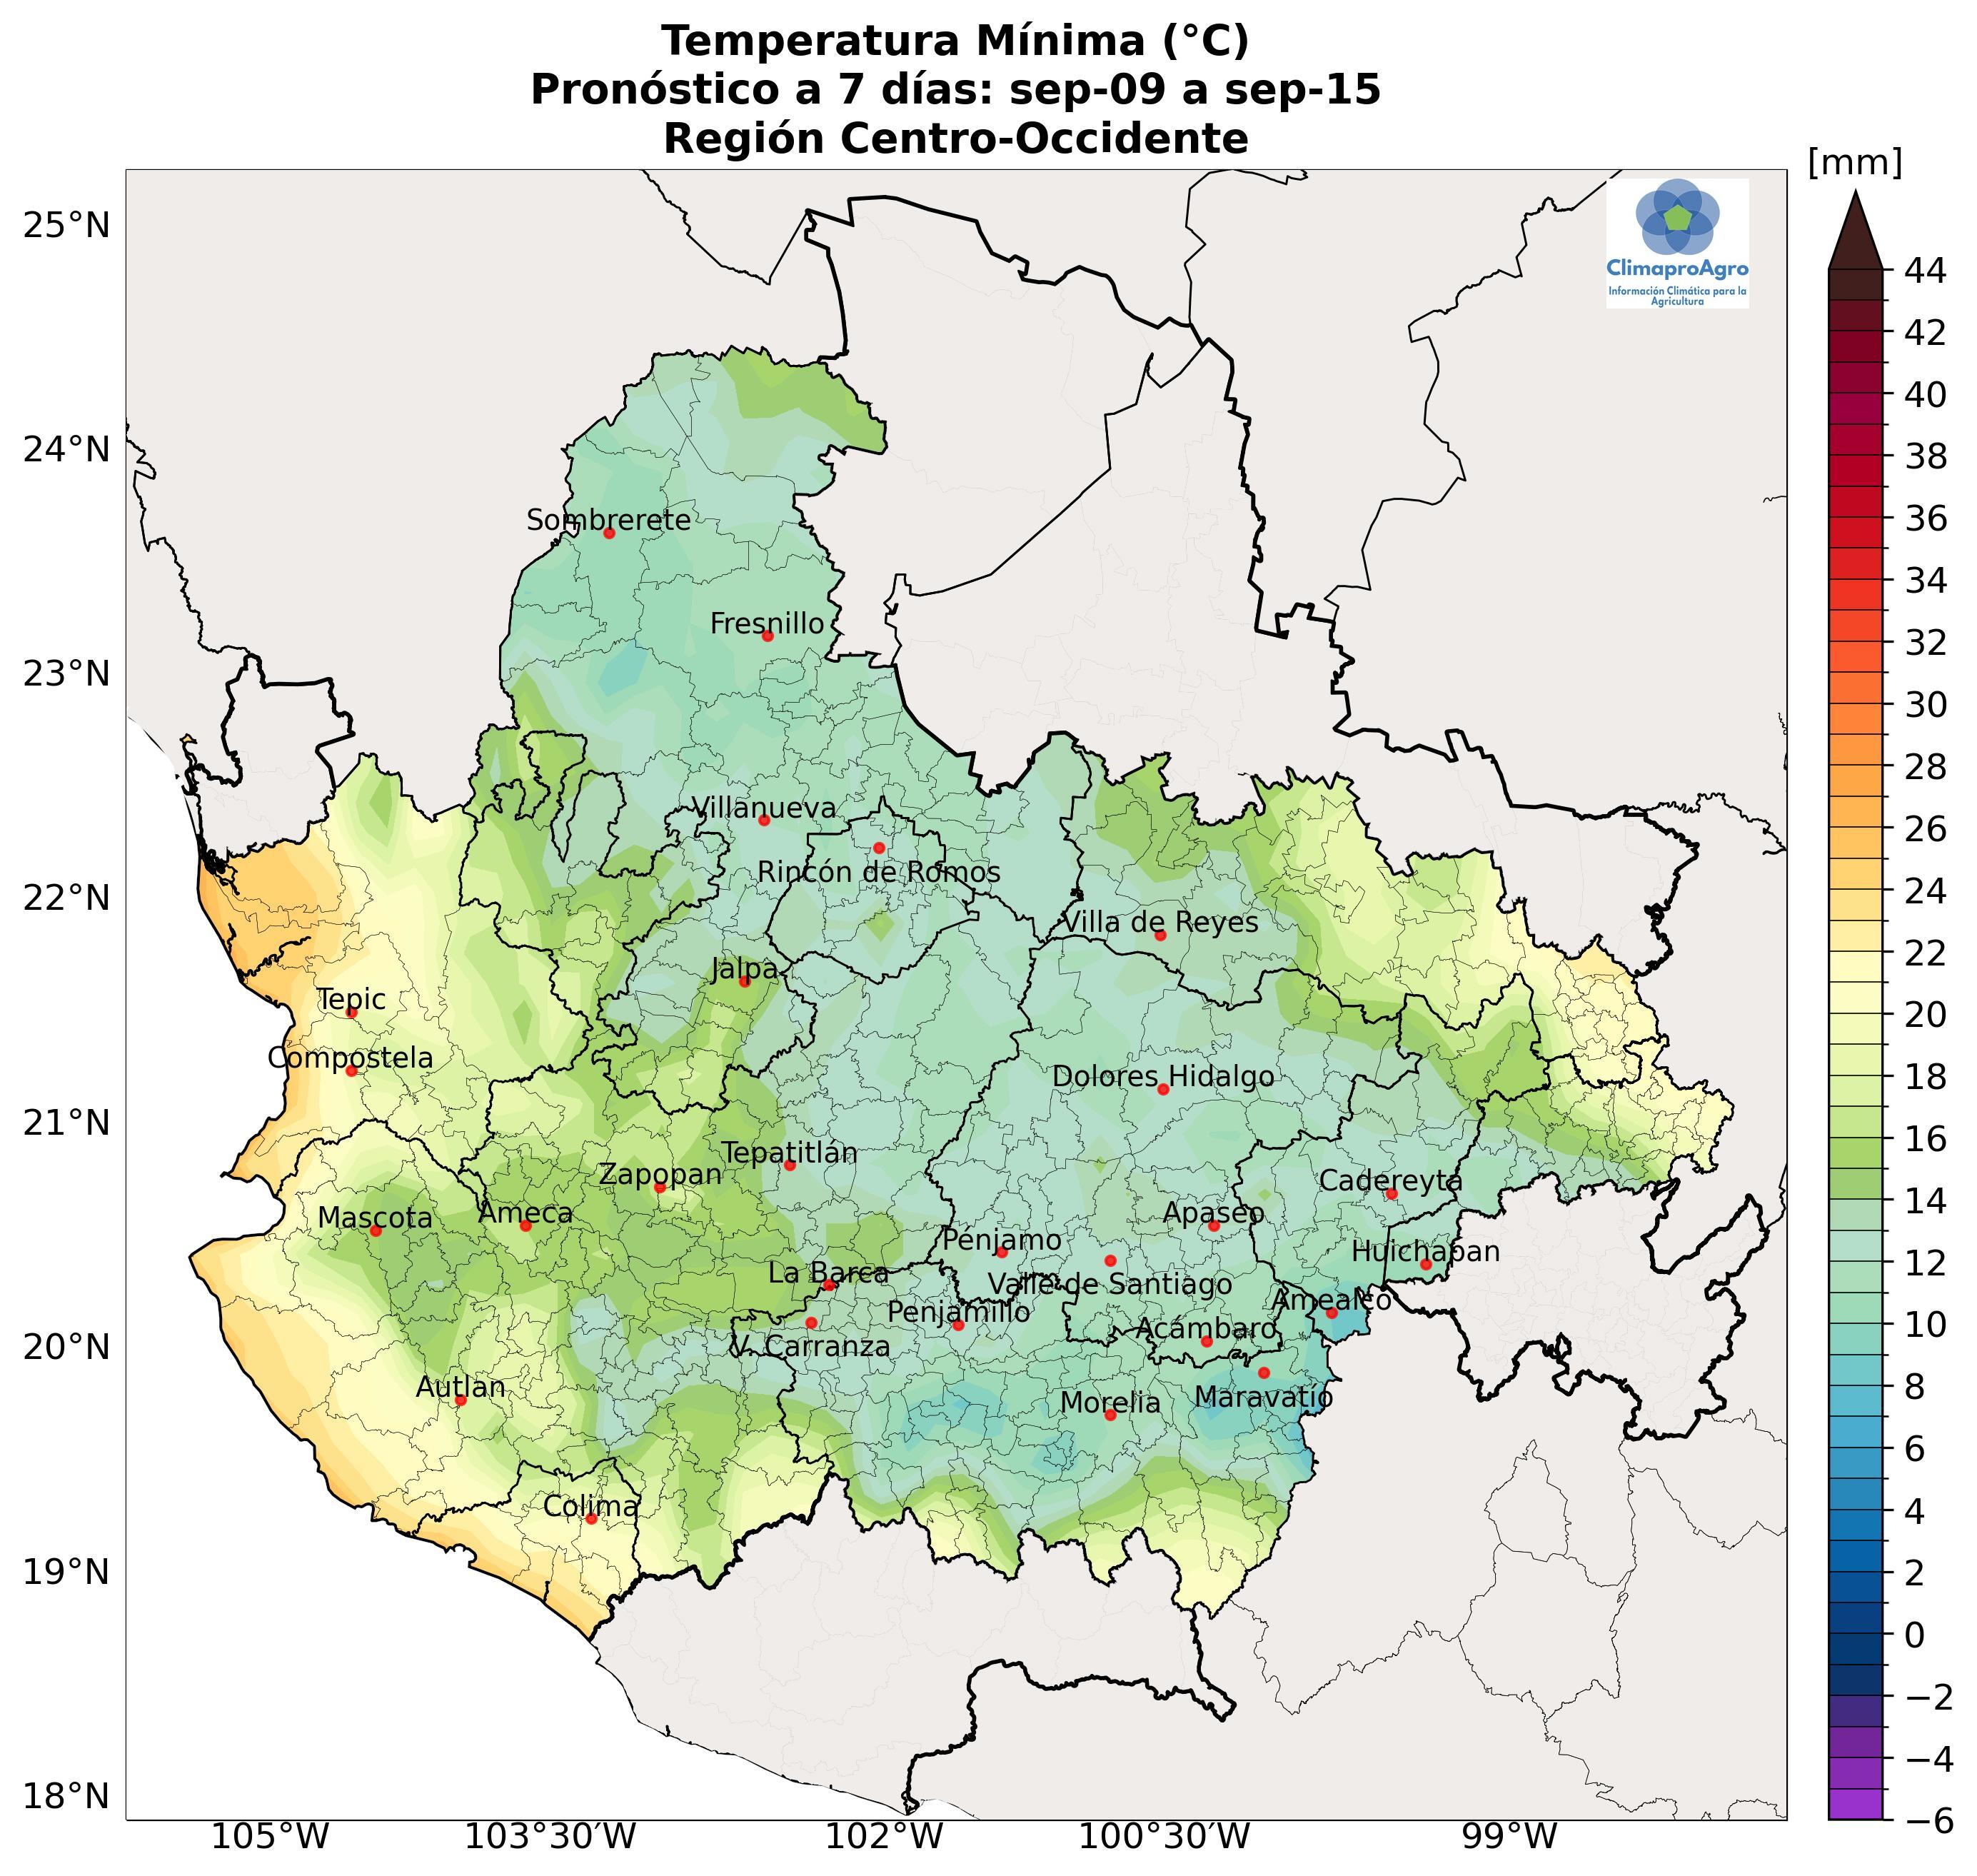 Temperatura Mínima (°C)
Pronóstico a 7 días: sep-09 a sep-15
Región Centro-Occidente
[mm]
ClimaproAgro
Información Climática para la
Agricultura
25°N
24°N
23°N
22°N
21°N
20°N
19°N
18°N
Sombrerete
Fresnillo
Villanueva
Rincón de Romos
Villa de Reyes
Jalpa
Tepic
Compostela
Dolores Hidalgo
Tepatitlán
Zapopan
Cadereyta
Mascota
Ameca
Apaseo
Pénjamo
Huichapan
La Barca
Valle de Santiago
Amealco
Penjamillo
Acámbaro
V. Carranza
Autlan
Morelia
Maravatío
Colima
105°W
103°30′W
102°W
100°30′W
99°W
44
42
40
38
36
34
32
30
28
26
24
22
20
18
16
14
12
10
8
6
4
2
0
−2
−4
−6